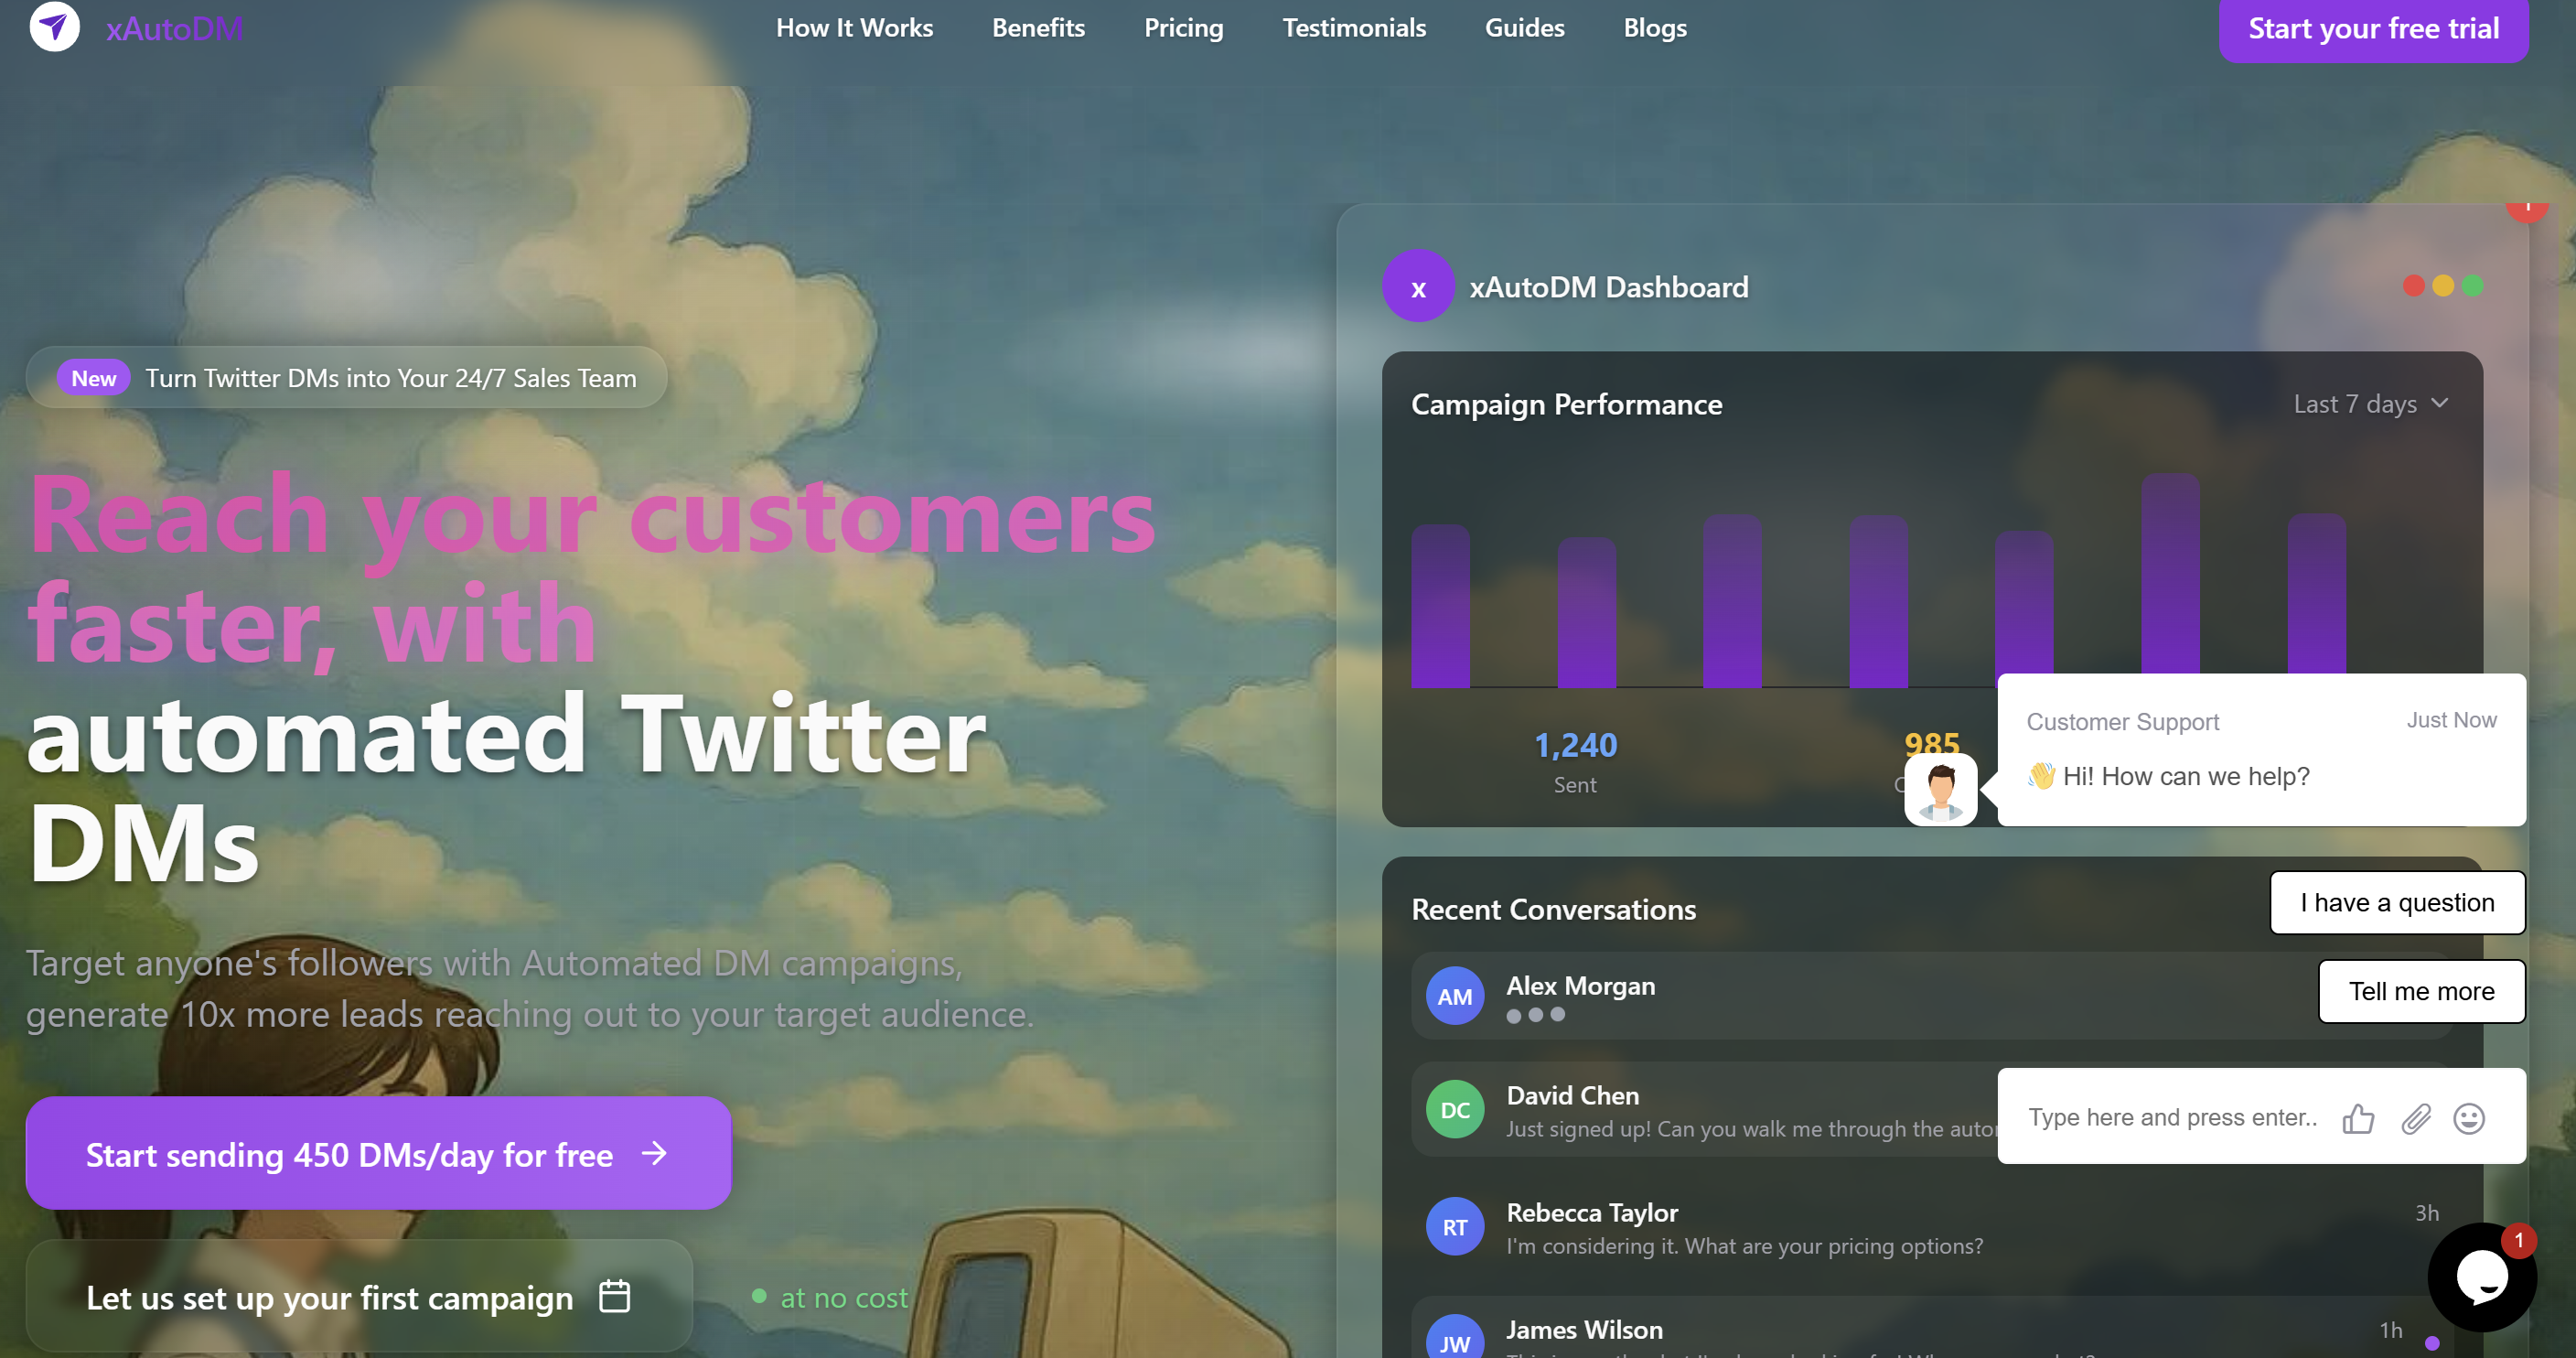 xAutoDM
How It Works
Benefits
Pricing
Testimonials
Guides
Blogs
Start your free trial
New
Turn Twitter DMs into Your 24/7 Sales Team
Reach your customers
faster, with
automated Twitter
DMs
Target anyone's followers with Automated DM campaigns,
generate 10x more leads reaching out to your target audience.
Start sending 450 DMs/day for free
Let us set up your first campaign
at no cost
x
xAutoDM Dashboard
Campaign Performance
Last 7 days
1,240
Sent
985
Customer Support
Just Now
👋 Hi! How can we help?
I have a question
Tell me more
Recent Conversations
AM
Alex Morgan
DC
David Chen
Just signed up! Can you walk me through the
Type here and press enter..
RT
Rebecca Taylor
3h
I'm considering it. What are your pricing options?
1
JW
James Wilson
1h